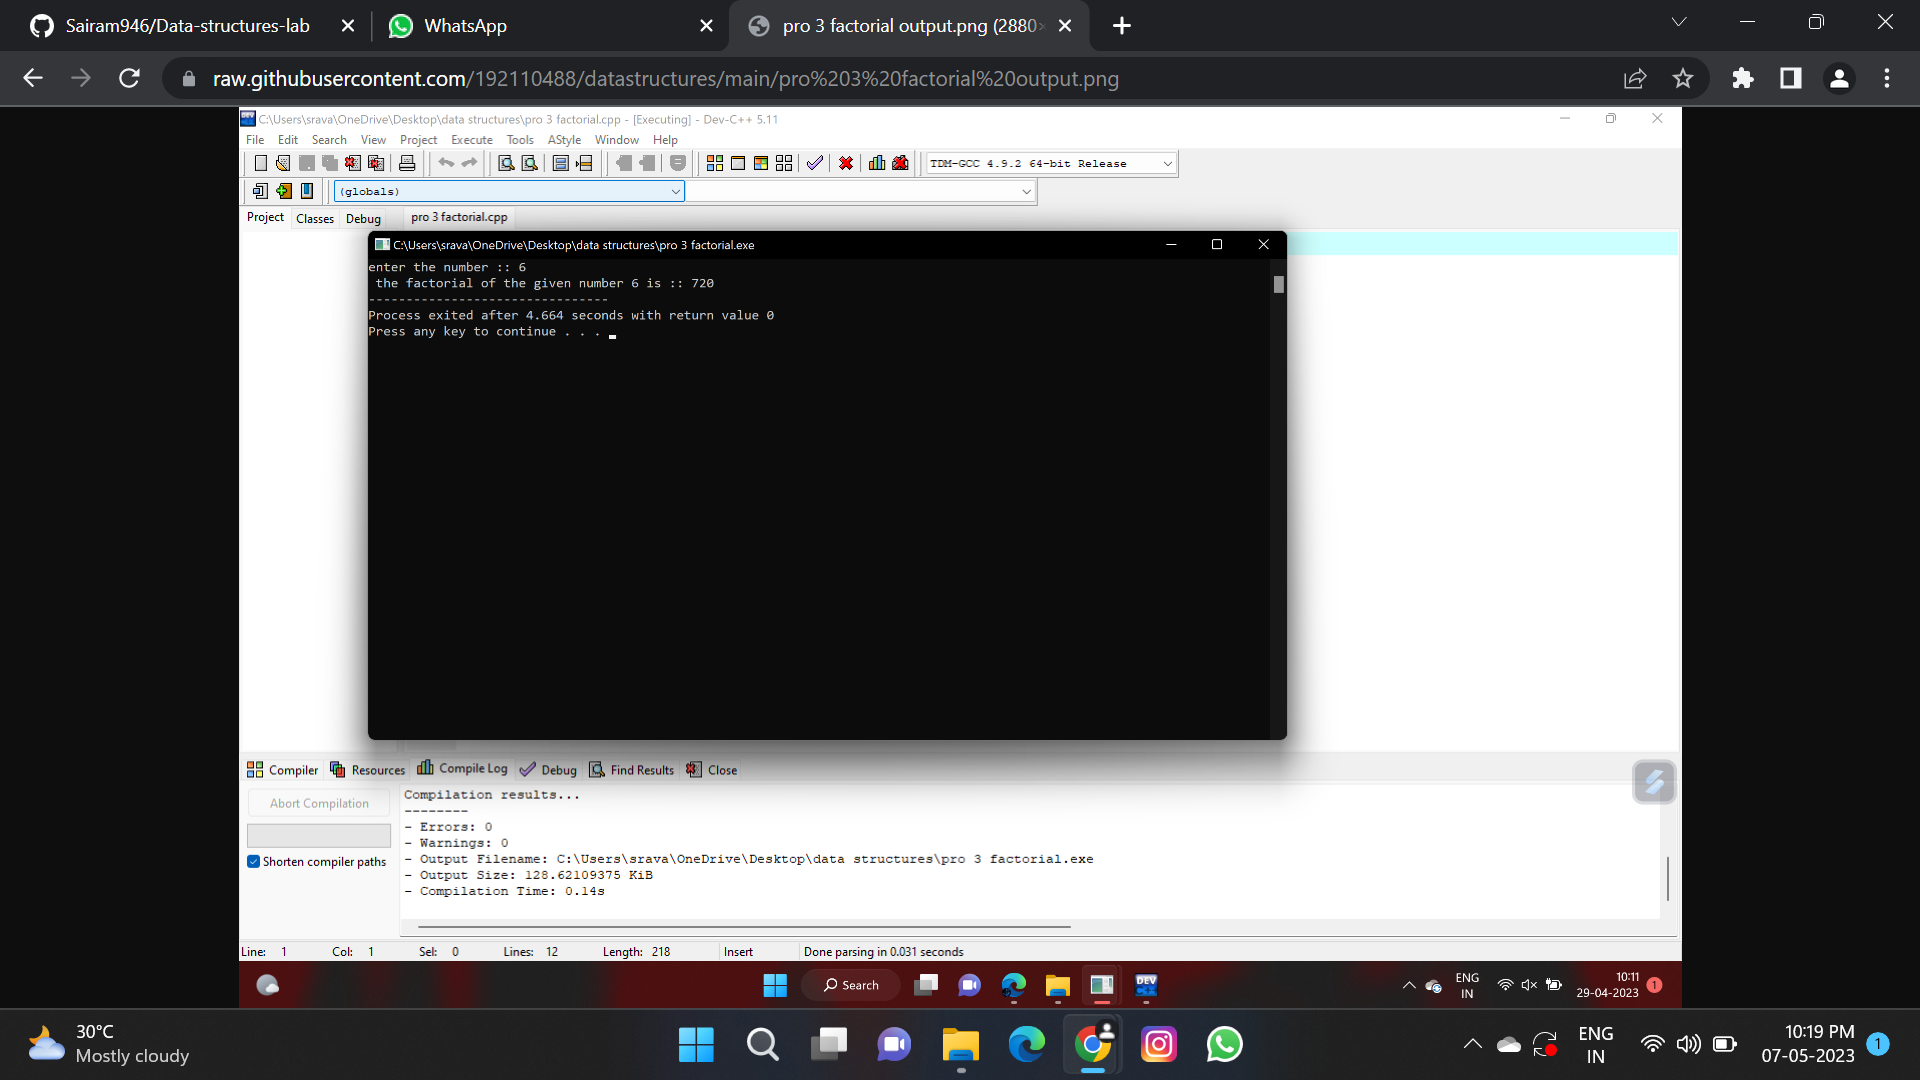 Sairam946/Data-structures-lab
WhatsApp
pro 3 factorial output.png (2880
raw.githubusercontent.com/192110488/datastructures/main/pro%203%20factorial%20output.png
C:\Users\srava\OneDrive\Desktop\data structures\pro 3 factorial.cpp - [Executing] - Dev-C++ 5.11
File Edit Search View Project Execute Tools AStyle Window Help
TDM-GCC 4.9.2 64-bit Release
(globals)
Project Classes Debug pro 3 factorial.cpp
C:\Users\srava\OneDrive\Desktop\data structures\pro 3 factorial.exe
enter the number :: 6
the factorial of the given number 6 is :: 720
--------------------------------
Process exited after 4.664 seconds with return value 0
Press any key to continue . . .
Compiler Resources Compile Log Debug Find Results Close
Abort Compilation
Shorten compiler paths
Compilation results...
--------
- Errors: 0
- Warnings: 0
- Output Filename: C:\Users\srava\OneDrive\Desktop\data structures\pro 3 factorial.exe
- Output Size: 128.62109375 KiB
- Compilation Time: 0.14s
Line: 1 Col: 1 Sel: 0 Lines: 12 Length: 218 Insert Done parsing in 0.031 seconds
Search
DEV C++
ENG
IN
10:11
29-04-2023
1
30°C
Mostly cloudy
ENG
IN
10:19 PM
07-05-2023
1